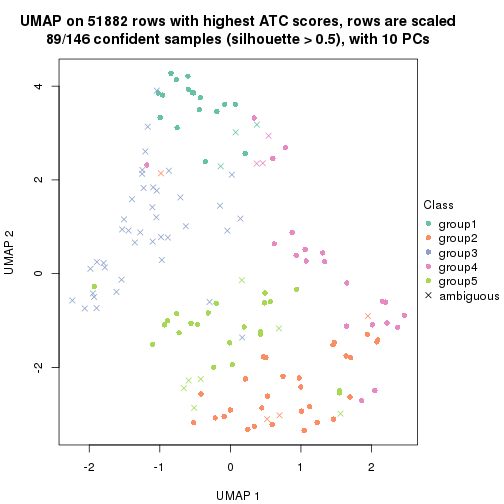 UMAP on 51882 rows with highest ATC scores, rows are scaled
89/146 confident samples (silhouette > 0.5), with 10 PCs
4
2
0
-2
UMAP 2
-2
-1
0
1
2
UMAP 1
Class
group1
group2
group3
group4
group5
ambiguous